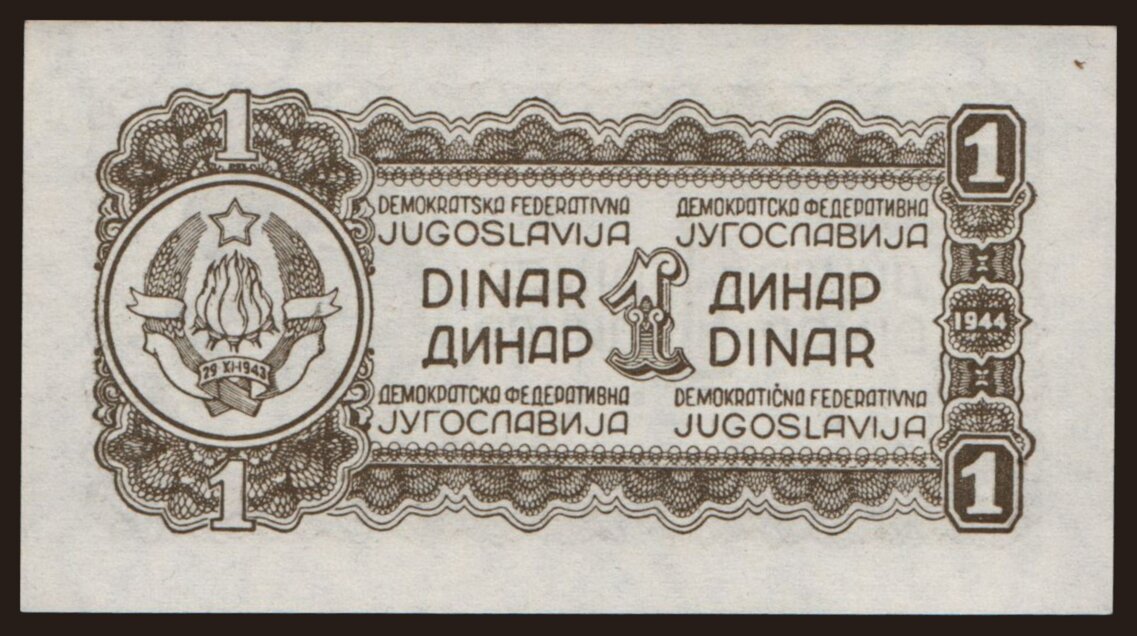 1
1
DEMOKRATSKA FEDERATIVNA
JUGOSLAVIJA
ДЕМОКРАТСКА ФЕДЕРАТИВНА
ЈУГОСЛАВИЈА
DINAR
1
ДИНАР
ДИНАР
DINAR
1944
29·XI·1943
ДЕМОКРАТСКА ФЕДЕРАТИВНА
ЈУГОСЛАВИЈА
DEMOKRATIČNA FEDERATIVNA
JUGOSLAVIJA
1
1